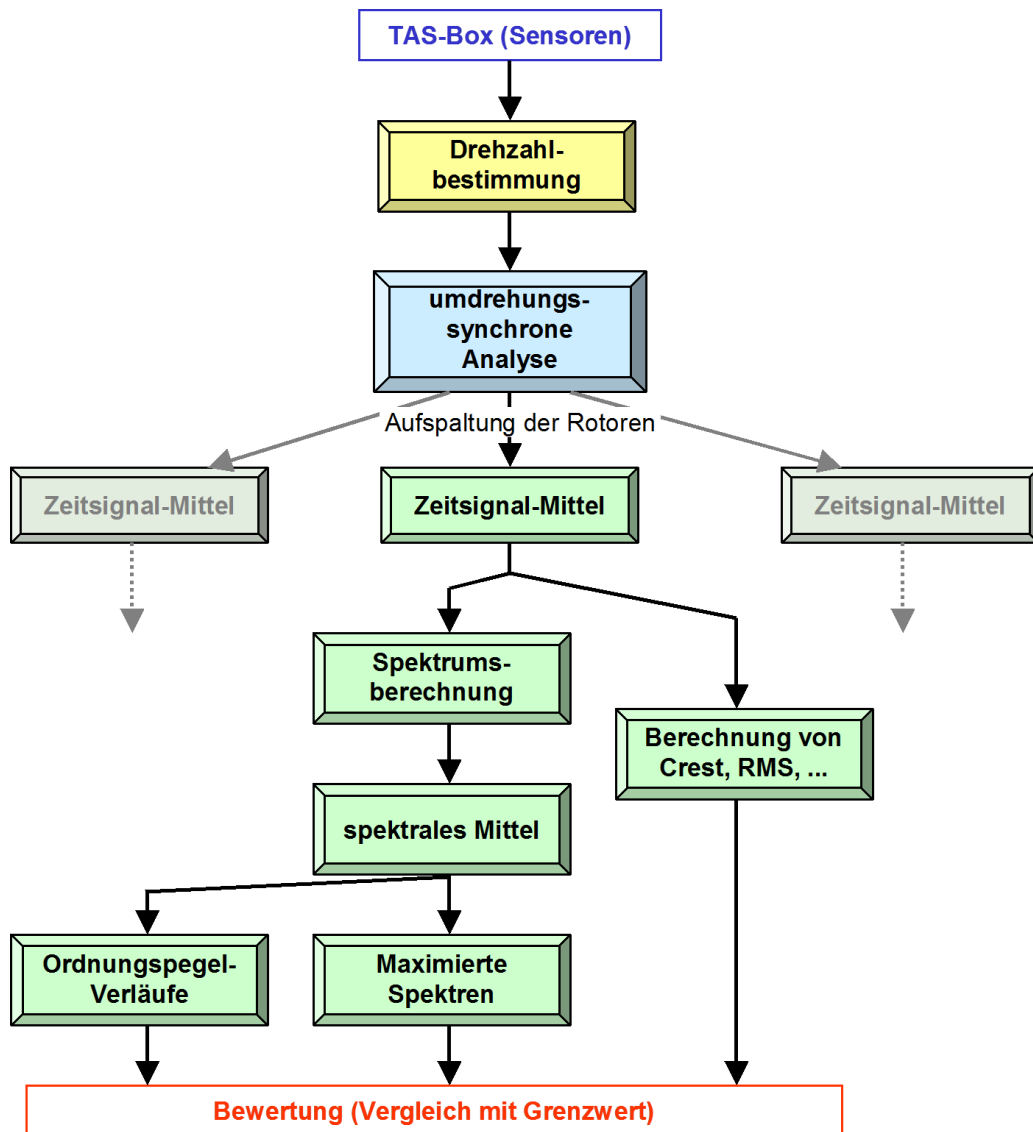 TAS-Box (Sensoren)
Drehzahl-
bestimmung
umdrehungs-
synchrone
Analyse
Aufspaltung der Rotoren
Zeitsignal-Mittel
Zeitsignal-Mittel
Zeitsignal-Mittel
Spektrums-
berechnung
Berechnung von
Crest, RMS, ...
spektrales Mittel
Ordnungspegel-
Verläufe
Maximierte
Spektren
Bewertung (Vergleich mit Grenzwert)